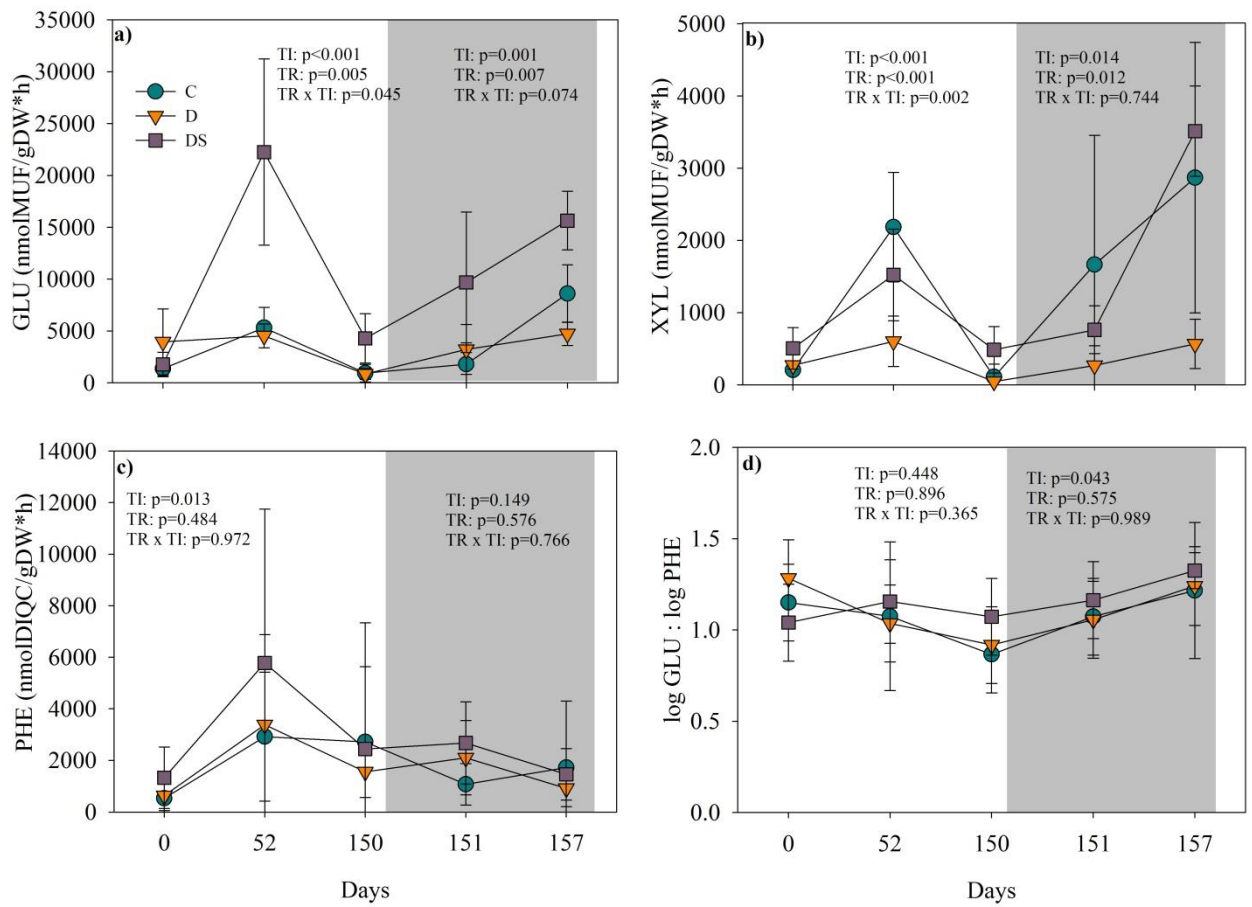 a)
35000
30000
25000
20000
15000
10000
5000
0
GLU (nmolMUF/gDW*h)
C
D
DS
TI: p<0.001
TR: p=0.005
TR x TI: p=0.045
TI: p=0.001
TR: p=0.007
TR x TI: p=0.074
b)
5000
4000
3000
2000
1000
0
XYL (nmolMUF/gDW*h)
TI: p<0.001
TR: p<0.001
TR x TI: p=0.002
TI: p=0.014
TR: p=0.012
TR x TI: p=0.744
c)
14000
12000
10000
8000
6000
4000
2000
0
PHE (nmolDIQC/gDW*h)
TI: p=0.013
TR: p=0.484
TR x TI: p=0.972
TI: p=0.149
TR: p=0.576
TR x TI: p=0.766
0 52 150 151 157
Days
d)
2.0
1.5
1.0
0.5
0.0
log GLU : log PHE
TI: p=0.448
TR: p=0.896
TR x TI: p=0.365
TI: p=0.043
TR: p=0.575
TR x TI: p=0.989
0 52 150 151 157
Days